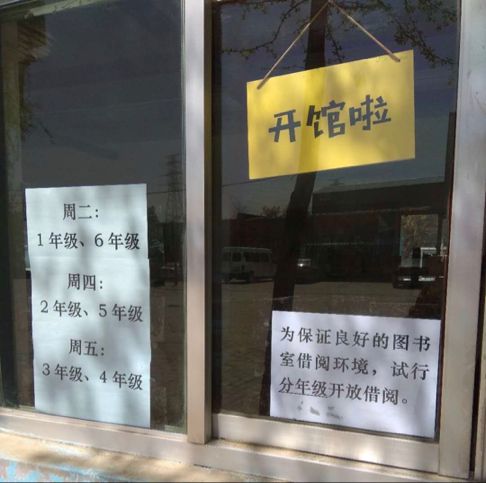 开馆啦
周二：
1年级、6年级
周四：
2年级、5年级
周五：
3年级、4年级
为保证良好的图书
室借阅环境，试行
分年级开放借阅。